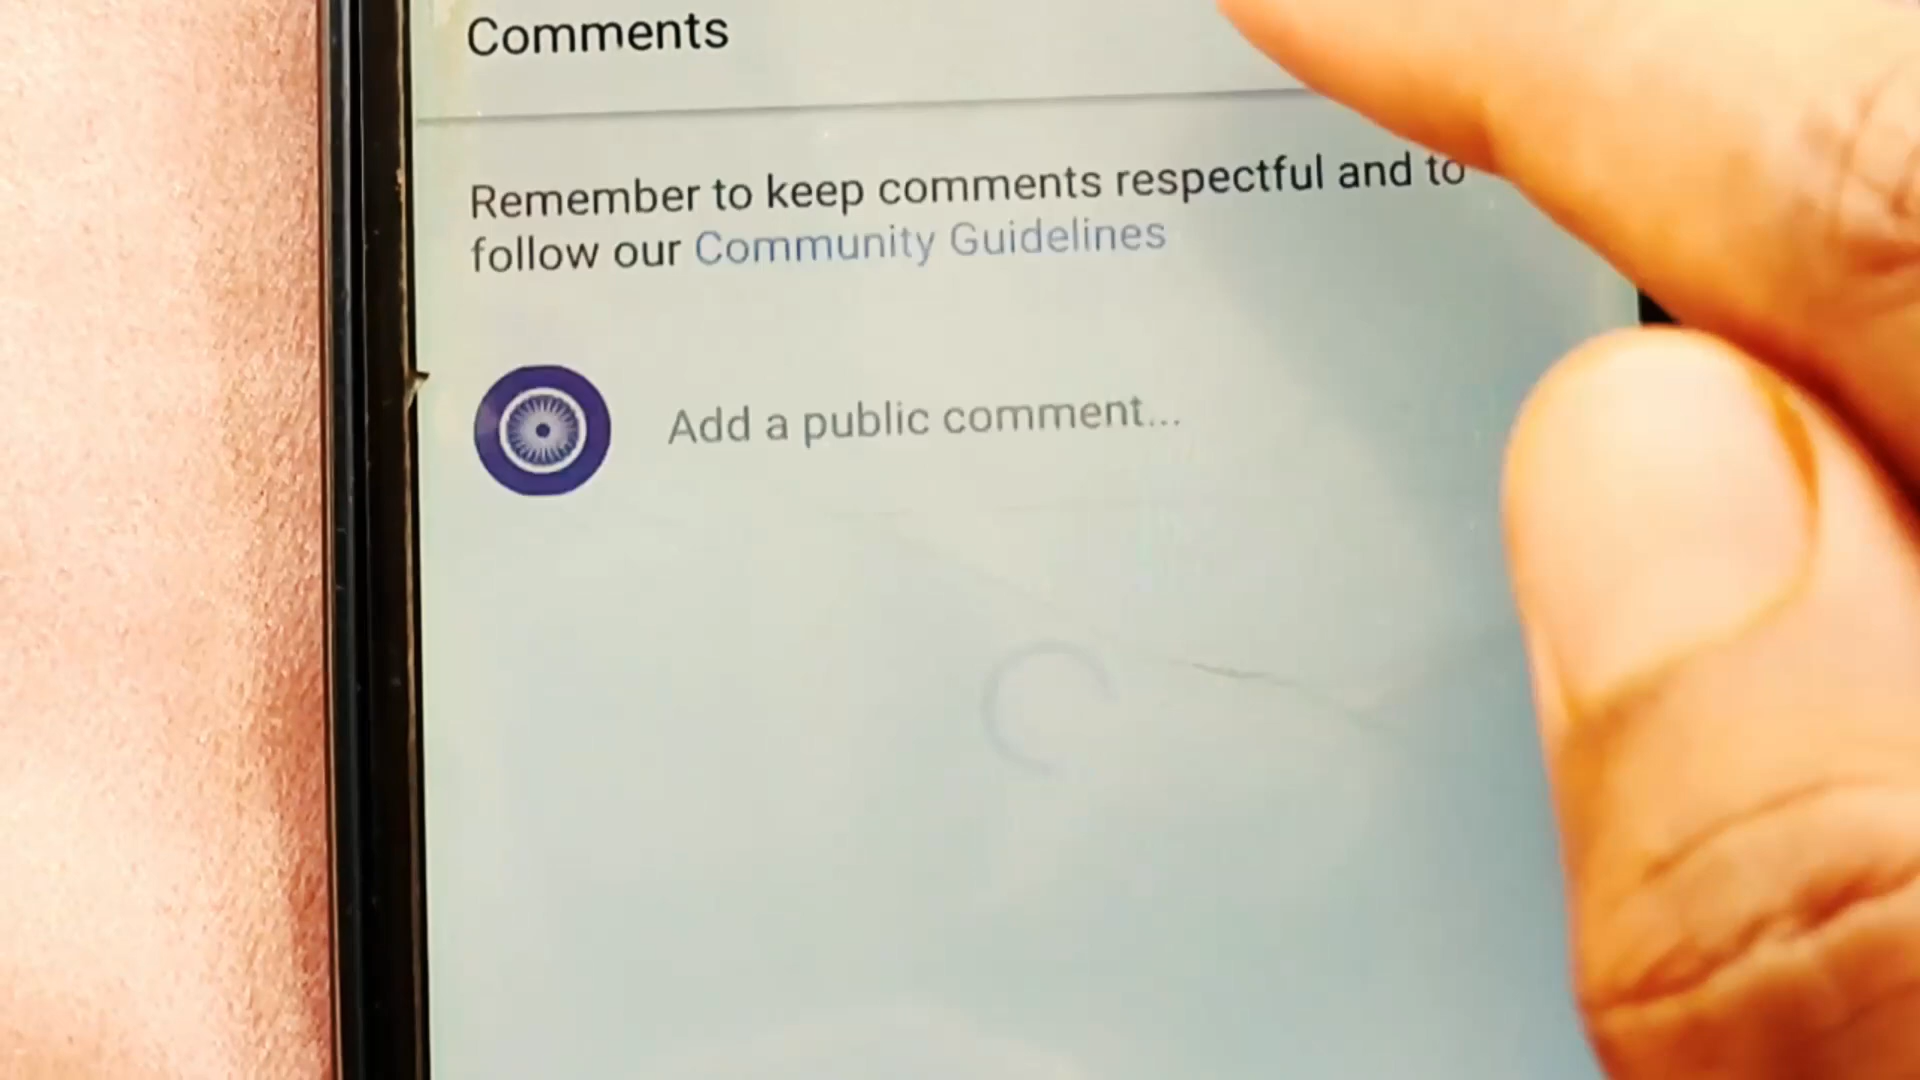 Comments
Remember to keep comments respectful and to
follow our Community Guidelines
Add a public comment...